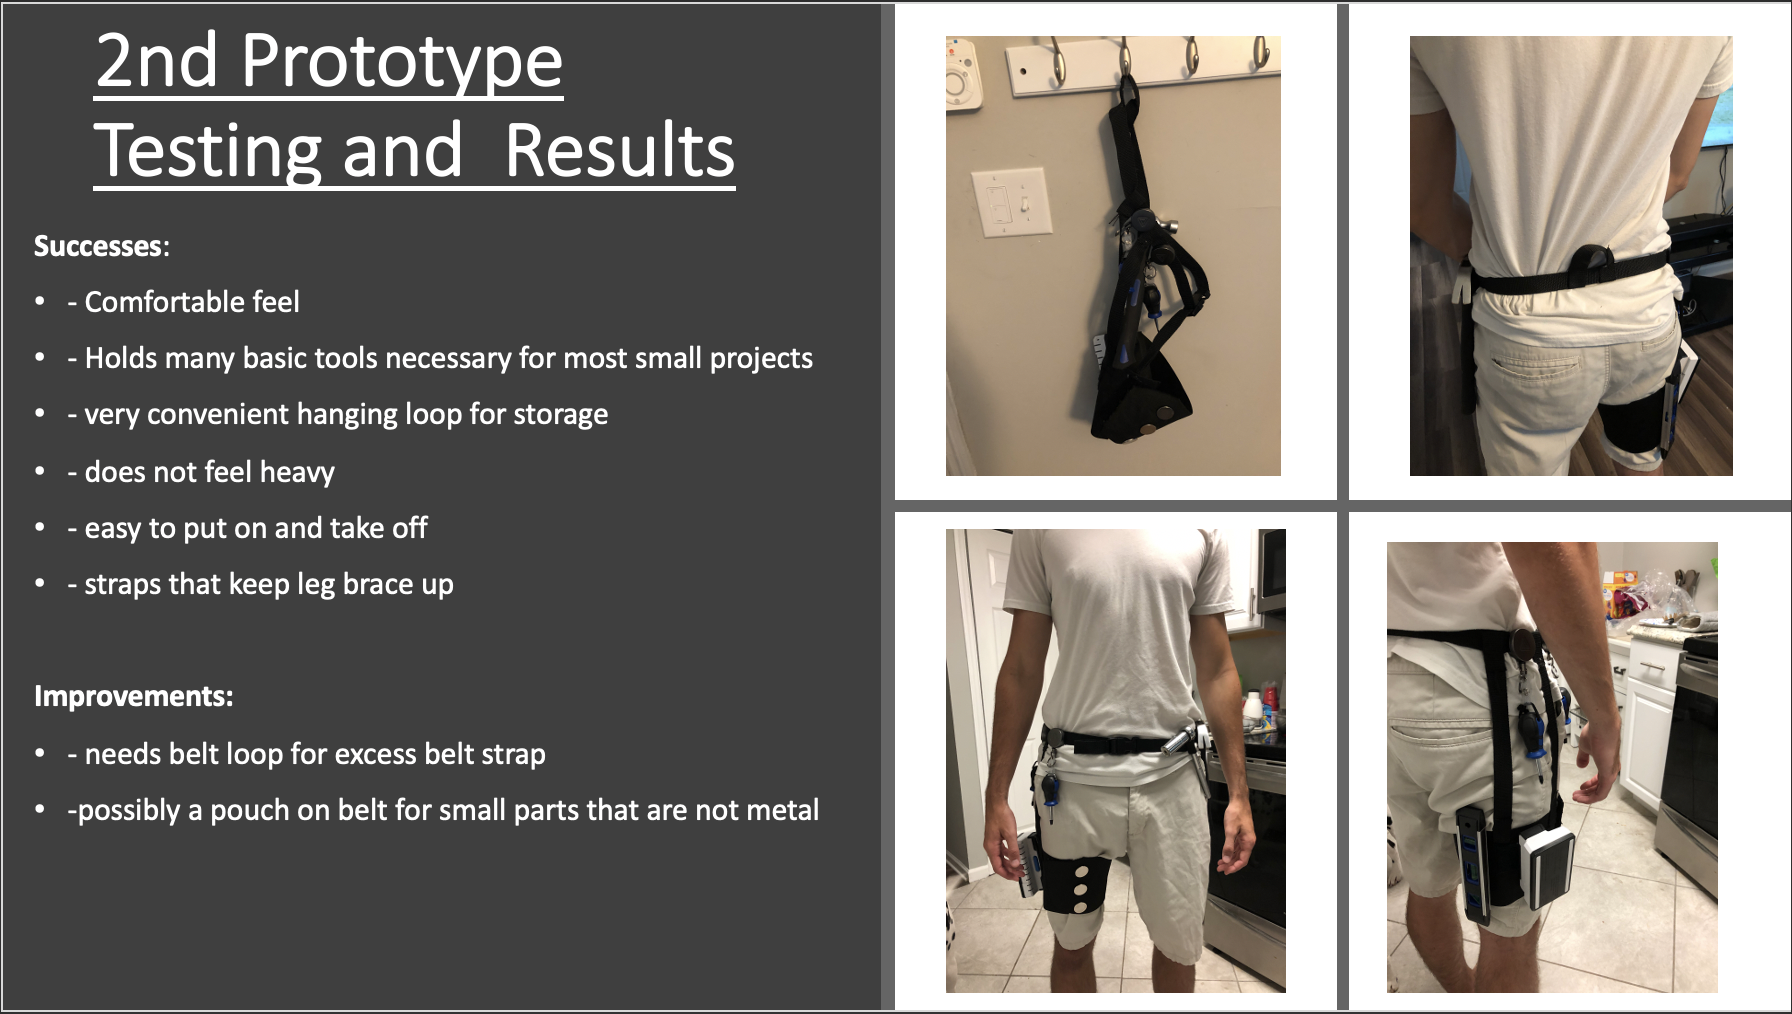 2nd Prototype
Testing and  Results
Successes:
• - Comfortable feel
• - Holds many basic tools necessary for most small projects
• - very convenient hanging loop for storage
• - does not feel heavy
• - easy to put on and take off
• - straps that keep leg brace up
Improvements:
• - needs belt loop for excess belt strap
• -possibly a pouch on belt for small parts that are not metal